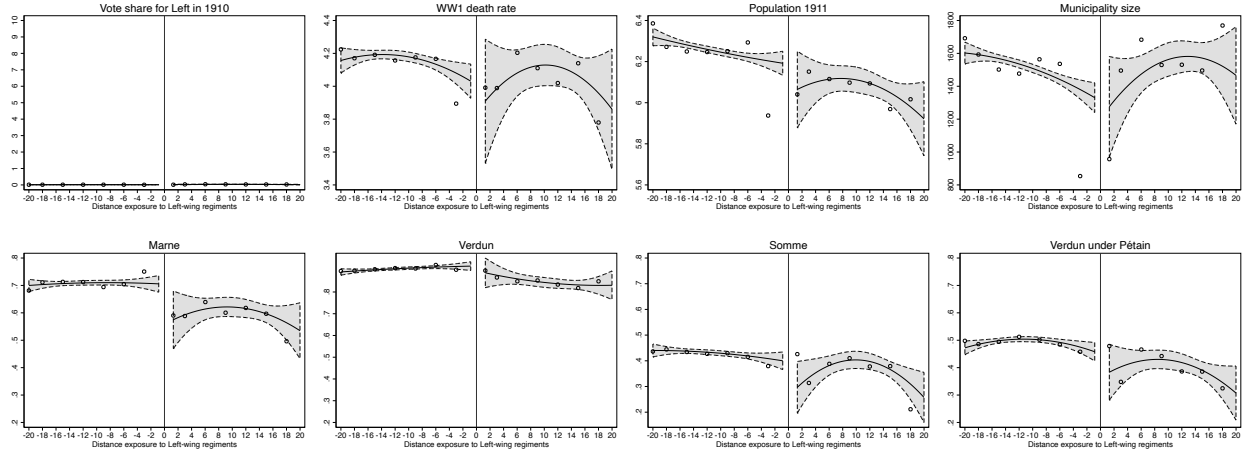 Vote share for Left in 1910
10
9
8
7
6
5
4
3
2
1
0
-20 -18 -16 -14 -12 -10 -8 -6 -4 -2 0 2 4 6 8 10 12 14 16 18 20
Distance exposure to Left-wing regiments
WW1 death rate
4.4
4.2
4
3.8
3.6
3.4
-20 -18 -16 -14 -12 -10 -8 -6 -4 -2 0 2 4 6 8 10 12 14 16 18 20
Distance exposure to Left-wing regiments
Population 1911
6.4
6.2
6
5.8
5.6
-20 -18 -16 -14 -12 -10 -8 -6 -4 -2 0 2 4 6 8 10 12 14 16 18 20
Distance exposure to Left-wing regiments
Municipality size
1800
1600
1400
1200
1000
800
-20 -18 -16 -14 -12 -10 -8 -6 -4 -2 0 2 4 6 8 10 12 14 16 18 20
Distance exposure to Left-wing regiments
Marne
.8
.7
.6
.5
.4
.3
.2
-20 -18 -16 -14 -12 -10 -8 -6 -4 -2 0 2 4 6 8 10 12 14 16 18 20
Distance exposure to Left-wing regiments
Verdun
.8
.6
.4
.2
-20 -18 -16 -14 -12 -10 -8 -6 -4 -2 0 2 4 6 8 10 12 14 16 18 20
Distance exposure to Left-wing regiments
Somme
.8
.7
.6
.5
.4
.3
.2
-20 -18 -16 -14 -12 -10 -8 -6 -4 -2 0 2 4 6 8 10 12 14 16 18 20
Distance exposure to Left-wing regiments
Verdun under Pétain
.8
.7
.6
.5
.4
.3
.2
-20 -18 -16 -14 -12 -10 -8 -6 -4 -2 0 2 4 6 8 10 12 14 16 18 20
Distance exposure to Left-wing regiments